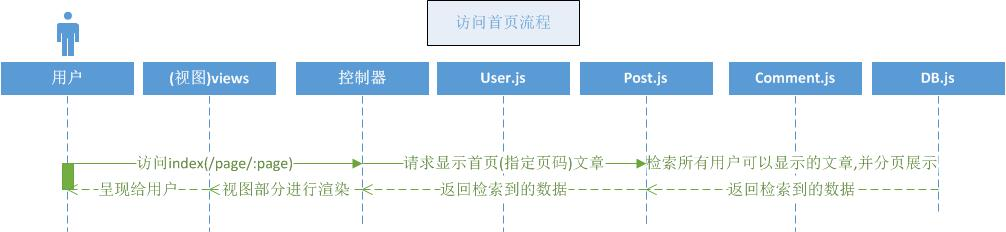 访问首页流程
用户
(视图)views
控制器
User.js
Post.js
Comment.js
DB.js
访问index(/page/:page)
请求显示首页(指定页码)文章
检索所有用户可以显示的文章,并分页展示
呈现给用户
视图部分进行渲染
返回检索到的数据
返回检索到的数据